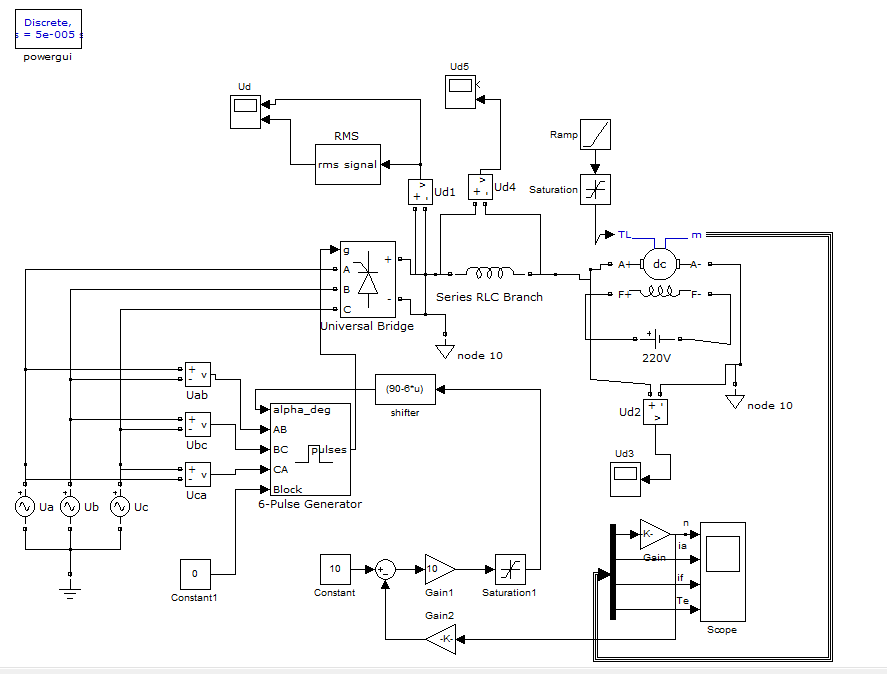 Discrete,
s = 5e-005 s
powergui
Ud
Ud5
RMS
rms signal
Ramp
> + -
Ud1
> + -
Ud4
Saturation
TL
m
g
A
B
C
+
-
Universal Bridge
Series RLC Branch
A+
dc
A-
F+
F-
+
220V
node 10
node 10
+ - v
Uab
+ - v
Ubc
+ - v
Uca
(90-6*u)
shifter
alpha_deg
AB
BC
CA
Block
pulses
6-Pulse Generator
Ud2
+ - >
Ud3
+
Ua
+
Ub
+
Uc
0
Constant1
10
Constant
+ -
10
Gain1
Saturation1
Gain2
-K-
-K-
Gain
n
ia
if
Te
Scope